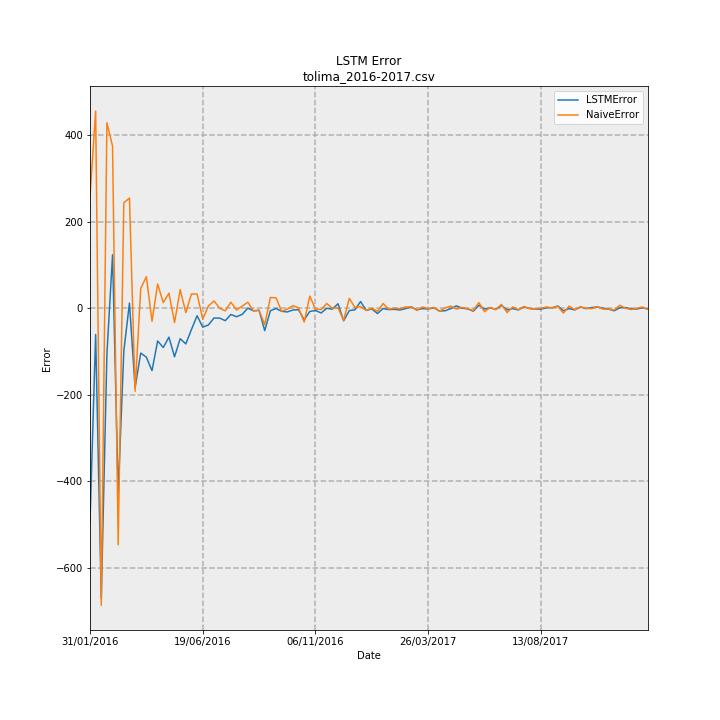 LSTM Error
tolima_2016-2017.csv
LSTMError
NaiveError
400
200
0
−200
−400
−600
Error
31/01/2016 19/06/2016 06/11/2016 26/03/2017 13/08/2017
Date